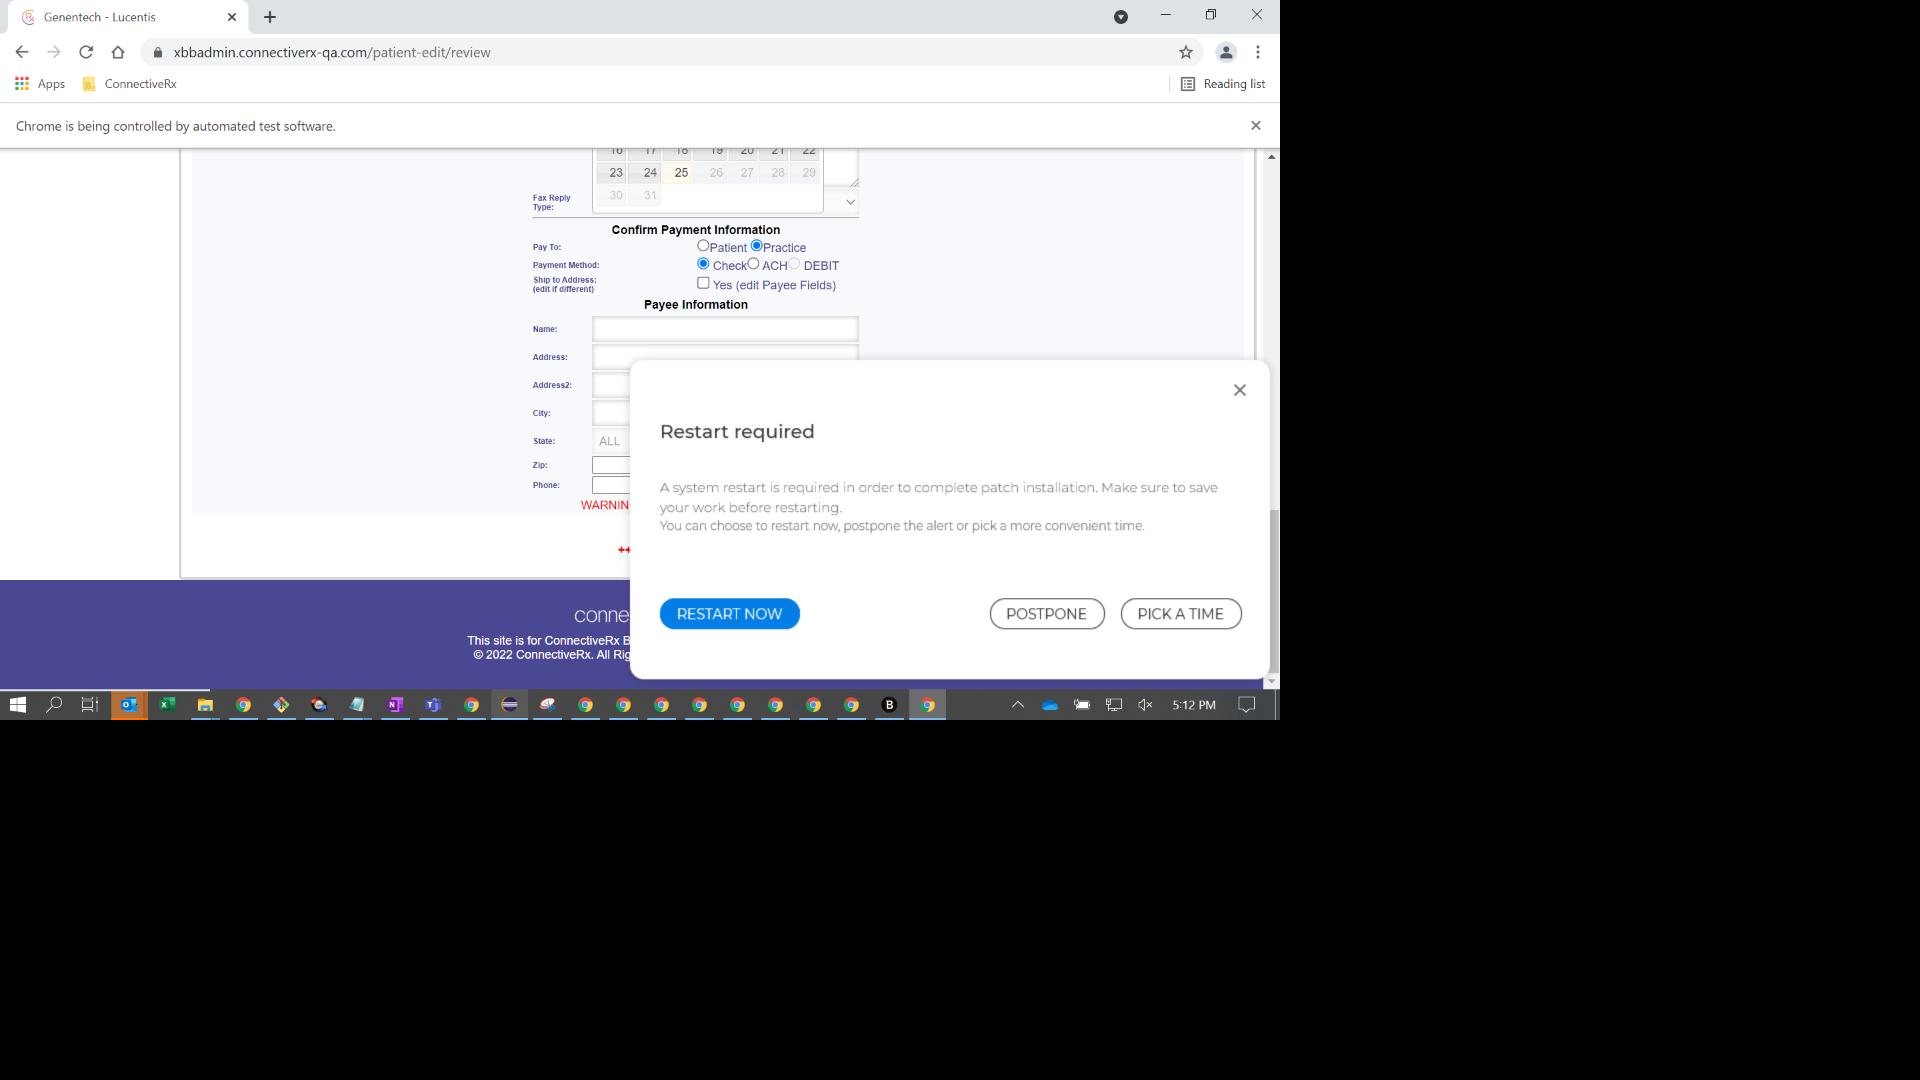 Genentech - Lucentis
xbbadmin.connectiverx-qa.com/patient-edit/review
Apps
ConnectiveRx
Reading list
Chrome is being controlled by automated test software.
16 17 18 19 20 21 22
23 24 25 26 27 28 29
30 31
Fax Reply
Type:
Confirm Payment Information
Pay To:
Patient Practice
Payment Method:
Check ACH DEBIT
Ship to Address:
(edit if different)
Yes (edit Payee Fields)
Payee Information
Name:
Address:
Address2:
City:
State:
ALL
Zip:
Phone:
WARNIN
++
conne
This site is for ConnectiveRx B
© 2022 ConnectiveRx. All Rig
Restart required
A system restart is required in order to complete patch installation. Make sure to save
your work before restarting.
You can choose to restart now, postpone the alert or pick a more convenient time.
RESTART NOW
POSTPONE
PICK A TIME
5:12 PM